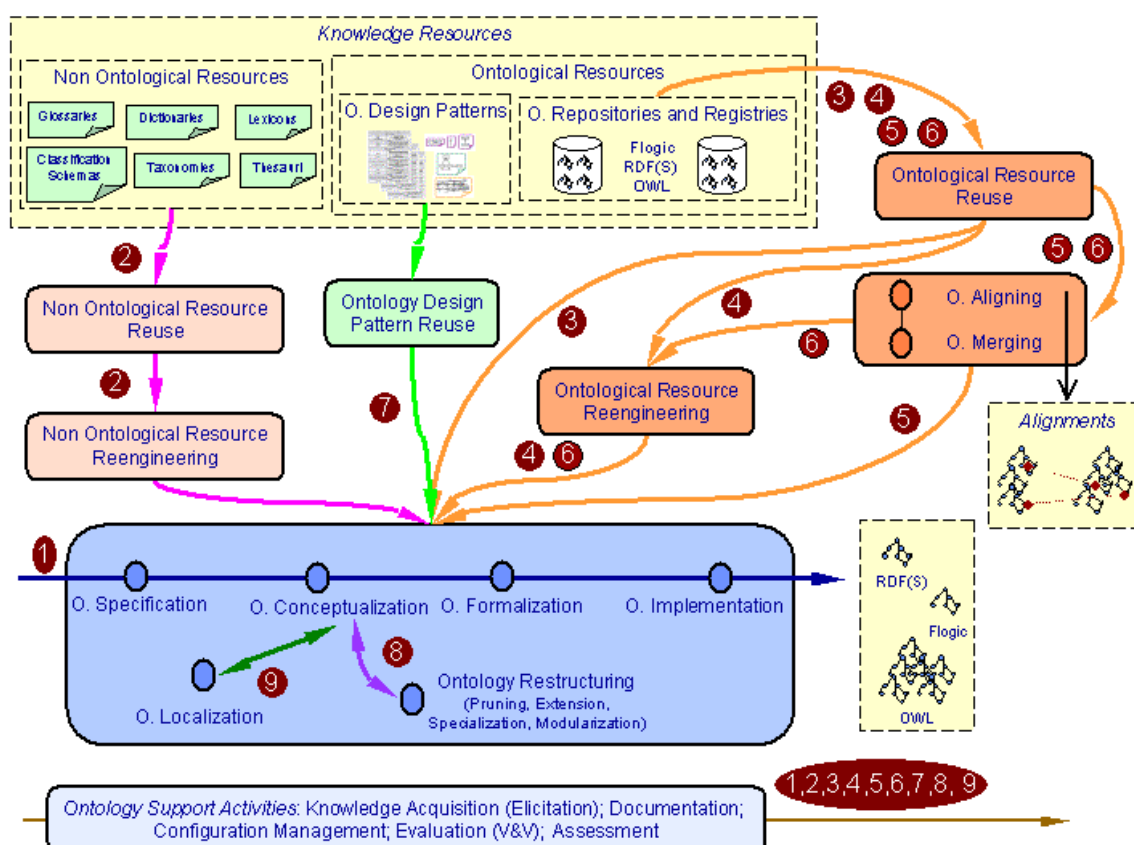 Knowledge Resources
Non Ontological Resources
Glossaries
Dictionaries
Lexicons
Classification
Schemas
Taxonomies
Thesauri
Ontological Resources
O. Design Patterns
O. Repositories and Registries
Flogic
RDF(S)
OWL
3
4
5
6
Ontological Resource
Reuse
2
5
6
Non Ontological Resource
Reuse
Ontology Design
Pattern Reuse
3
4
6
O. Aligning
O. Merging
2
7
Ontological Resource
Reengineering
5
Alignments
Non Ontological Resource
Reengineering
4
6
1
O. Specification
O. Conceptualization
O. Formalization
O. Implementation
RDF(S)
Flogic
OWL
9
8
O. Localization
Ontology Restructuring
(Pruning, Extension,
Specialization, Modularization)
1,2,3,4,5,6,7,8, 9
Ontology Support Activities: Knowledge Acquisition (Elicitation); Documentation;
Configuration Management; Evaluation (V&V); Assessment